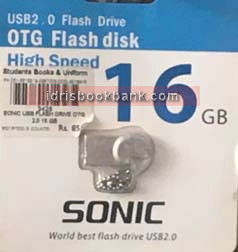 USB2.0 Flash Drive
OTG Flash disk
High Speed
Students Books & Uniform
16 GB
idrisbookbank.com
SONIC USB FLASH DRIVE OTG
2.0 16 GB
Rs.
SONIC
World best flash drive USB2.0